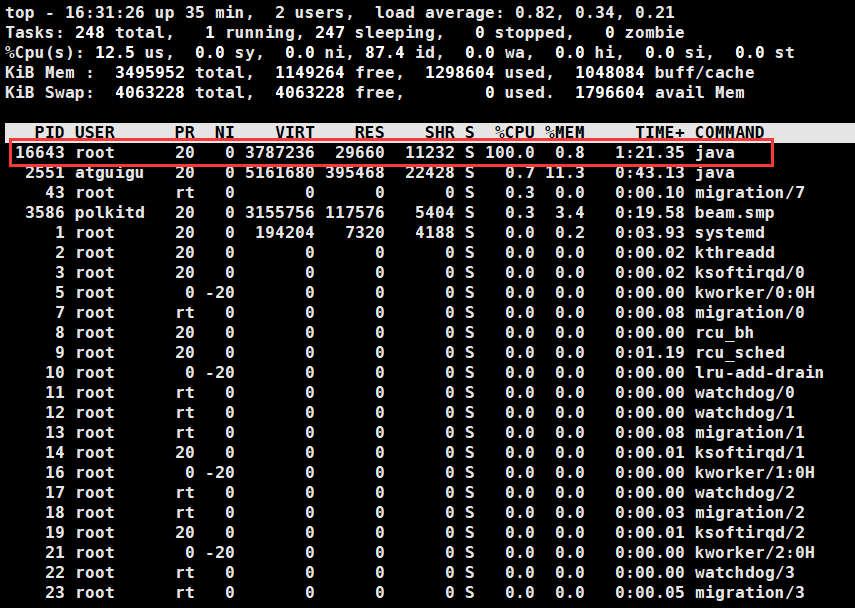 top - 16:31:26 up 35 min,  2 users,  load average: 0.82, 0.34, 0.21
Tasks: 248 total,   1 running, 247 sleeping,   0 stopped,   0 zombie
%Cpu(s): 12.5 us,  0.0 sy,  0.0 ni, 87.4 id,  0.0 wa,  0.0 hi,  0.0 si,  0.0 st
KiB Mem :  3495952 total,  1149264 free,  1298604 used,  1048084 buff/cache
KiB Swap:  4063228 total,  4063228 free,        0 used.  1796604 avail Mem
   PID USER      PR  NI    VIRT    RES    SHR S  %CPU %MEM     TIME+ COMMAND
 16643 root      20   0 3787236  29660  11232 S 100.0  0.8   1:21.35 java
  2551 atguigu   20   0 5161680 395468  22428 S   0.7 11.3   0:43.13 java
    43 root      rt   0       0      0      0 S   0.3  0.0   0:00.10 migration/7
  3586 polkitd   20   0 3155756 117576   5404 S   0.3  3.4   0:19.58 beam.smp
     1 root      20   0  194204   7320   4188 S   0.0  0.2   0:03.93 systemd
     2 root      20   0       0      0      0 S   0.0  0.0   0:00.02 kthreadd
     3 root      20   0       0      0      0 S   0.0  0.0   0:00.02 ksoftirqd/0
     5 root       0 -20       0      0      0 S   0.0  0.0   0:00.00 kworker/0:0H
     7 root      rt   0       0      0      0 S   0.0  0.0   0:00.08 migration/0
     8 root      20   0       0      0      0 S   0.0  0.0   0:00.00 rcu_bh
     9 root      20   0       0      0      0 S   0.0  0.0   0:01.19 rcu_sched
    10 root       0 -20       0      0      0 S   0.0  0.0   0:00.00 lru-add-drain
    11 root      rt   0       0      0      0 S   0.0  0.0   0:00.00 watchdog/0
    12 root      rt   0       0      0      0 S   0.0  0.0   0:00.00 watchdog/1
    13 root      rt   0       0      0      0 S   0.0  0.0   0:00.08 migration/1
    14 root      20   0       0      0      0 S   0.0  0.0   0:00.01 ksoftirqd/1
    16 root       0 -20       0      0      0 S   0.0  0.0   0:00.00 kworker/1:0H
    17 root      rt   0       0      0      0 S   0.0  0.0   0:00.00 watchdog/2
    18 root      rt   0       0      0      0 S   0.0  0.0   0:00.03 migration/2
    19 root      20   0       0      0      0 S   0.0  0.0   0:00.01 ksoftirqd/2
    21 root       0 -20       0      0      0 S   0.0  0.0   0:00.00 kworker/2:0H
    22 root      rt   0       0      0      0 S   0.0  0.0   0:00.00 watchdog/3
    23 root      rt   0       0      0      0 S   0.0  0.0   0:00.05 migration/3